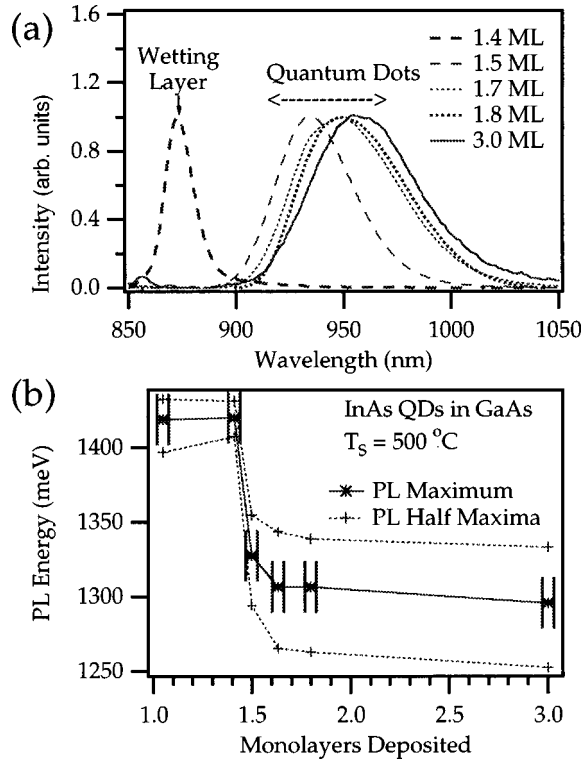 (a)
1.6
1.2
0.8
0.4
0.0
Intensity (arb. units)
Wetting
Layer
Quantum Dots
1.4 ML
1.5 ML
1.7 ML
1.8 ML
3.0 ML
850 900 950 1000 1050
Wavelength (nm)
(b)
1400
1350
1300
1250
PL Energy (meV)
InAs QDs in GaAs
T_S = 500 °C
PL Maximum
PL Half Maxima
1.0 1.5 2.0 2.5 3.0
Monolayers Deposited